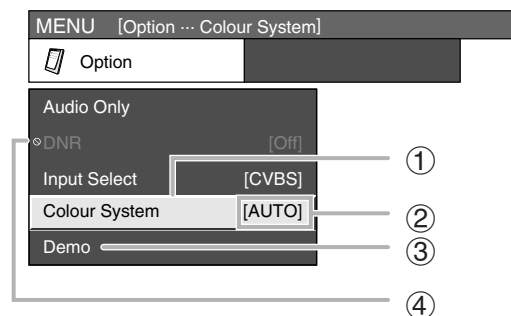 MENU [Option ··· Colour System]
Option
Audio Only
DNR [Off]
Input Select [CVBS]
Colour System [AUTO]
Demo
①
②
③
④